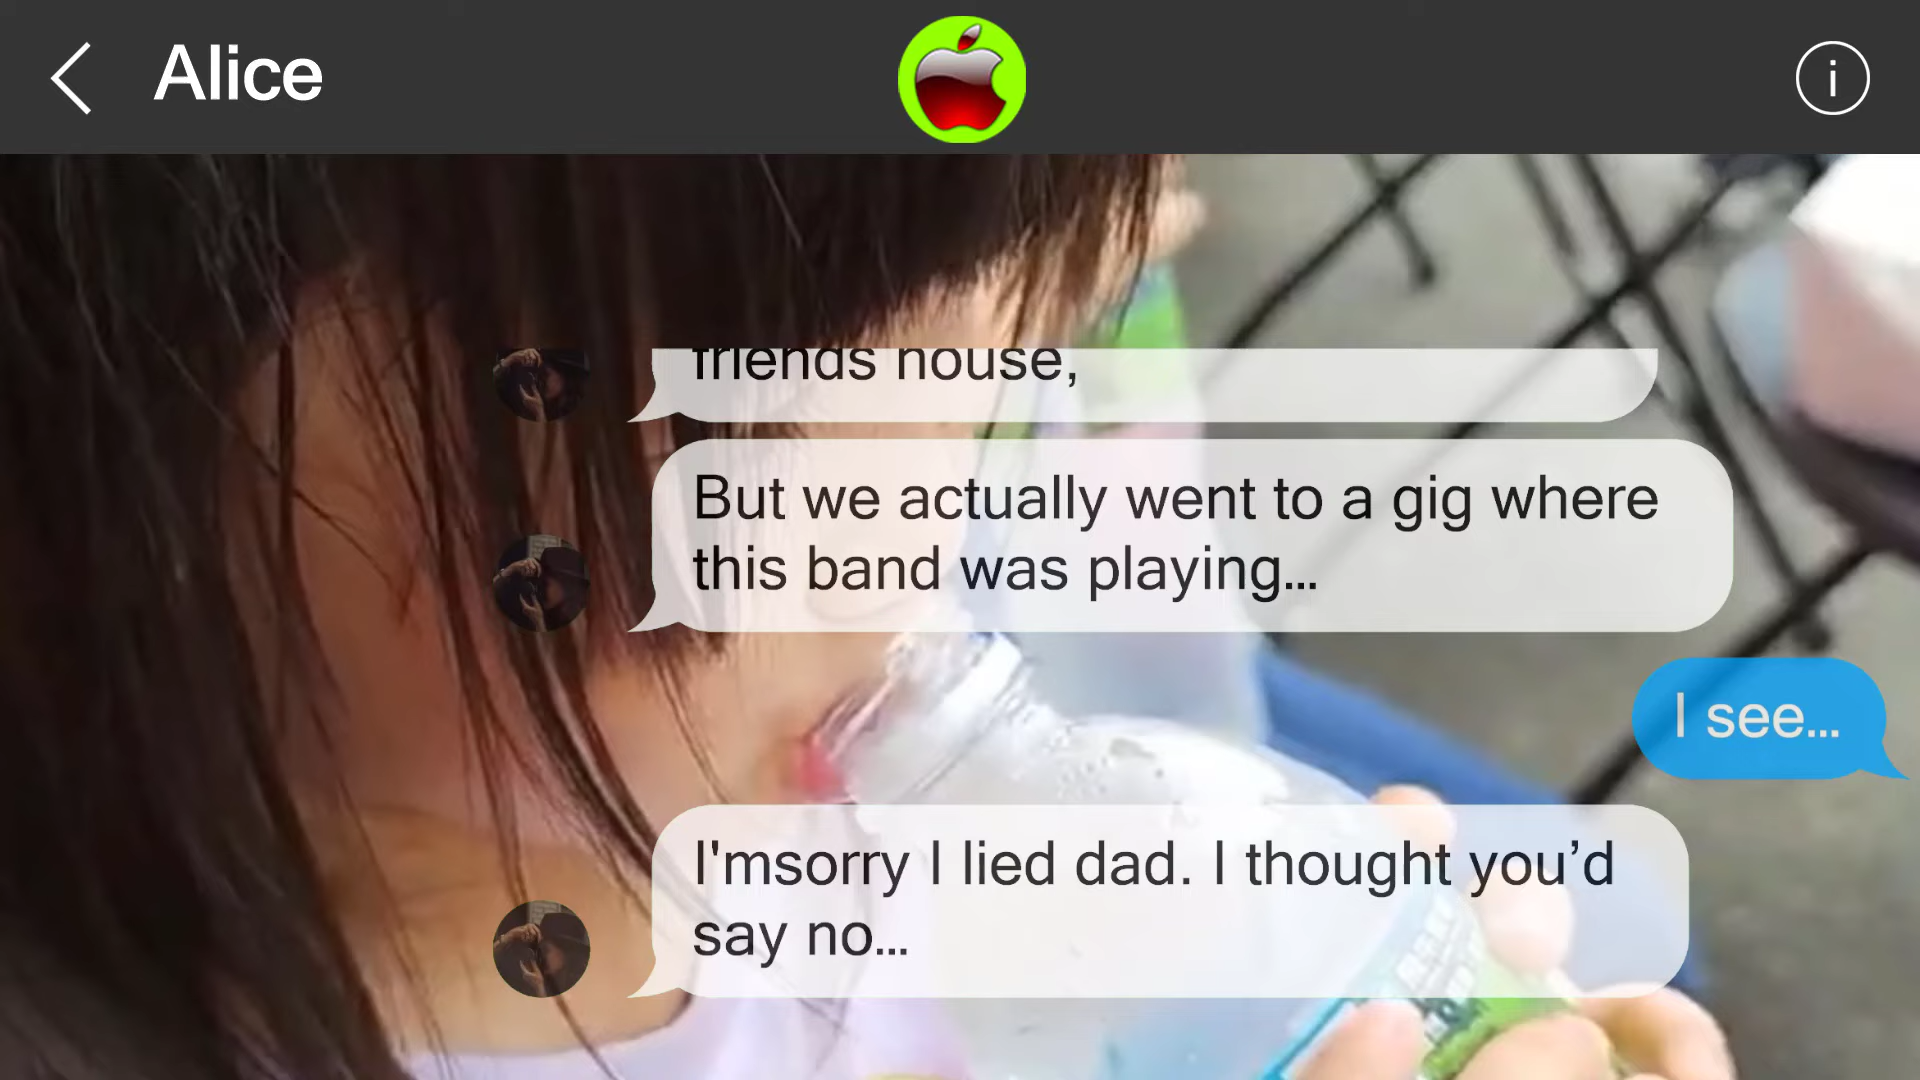 Alice
friends house,
But we actually went to a gig where
this band was playing...
I see...
I'msorry I lied dad. I thought you’d
say no...